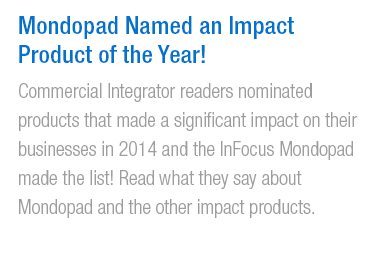 Mondopad Named an Impact
Product of the Year!
Commercial Integrator readers nominated
products that made a significant impact on their
businesses in 2014 and the InFocus Mondopad
made the list! Read what they say about
Mondopad and the other impact products.